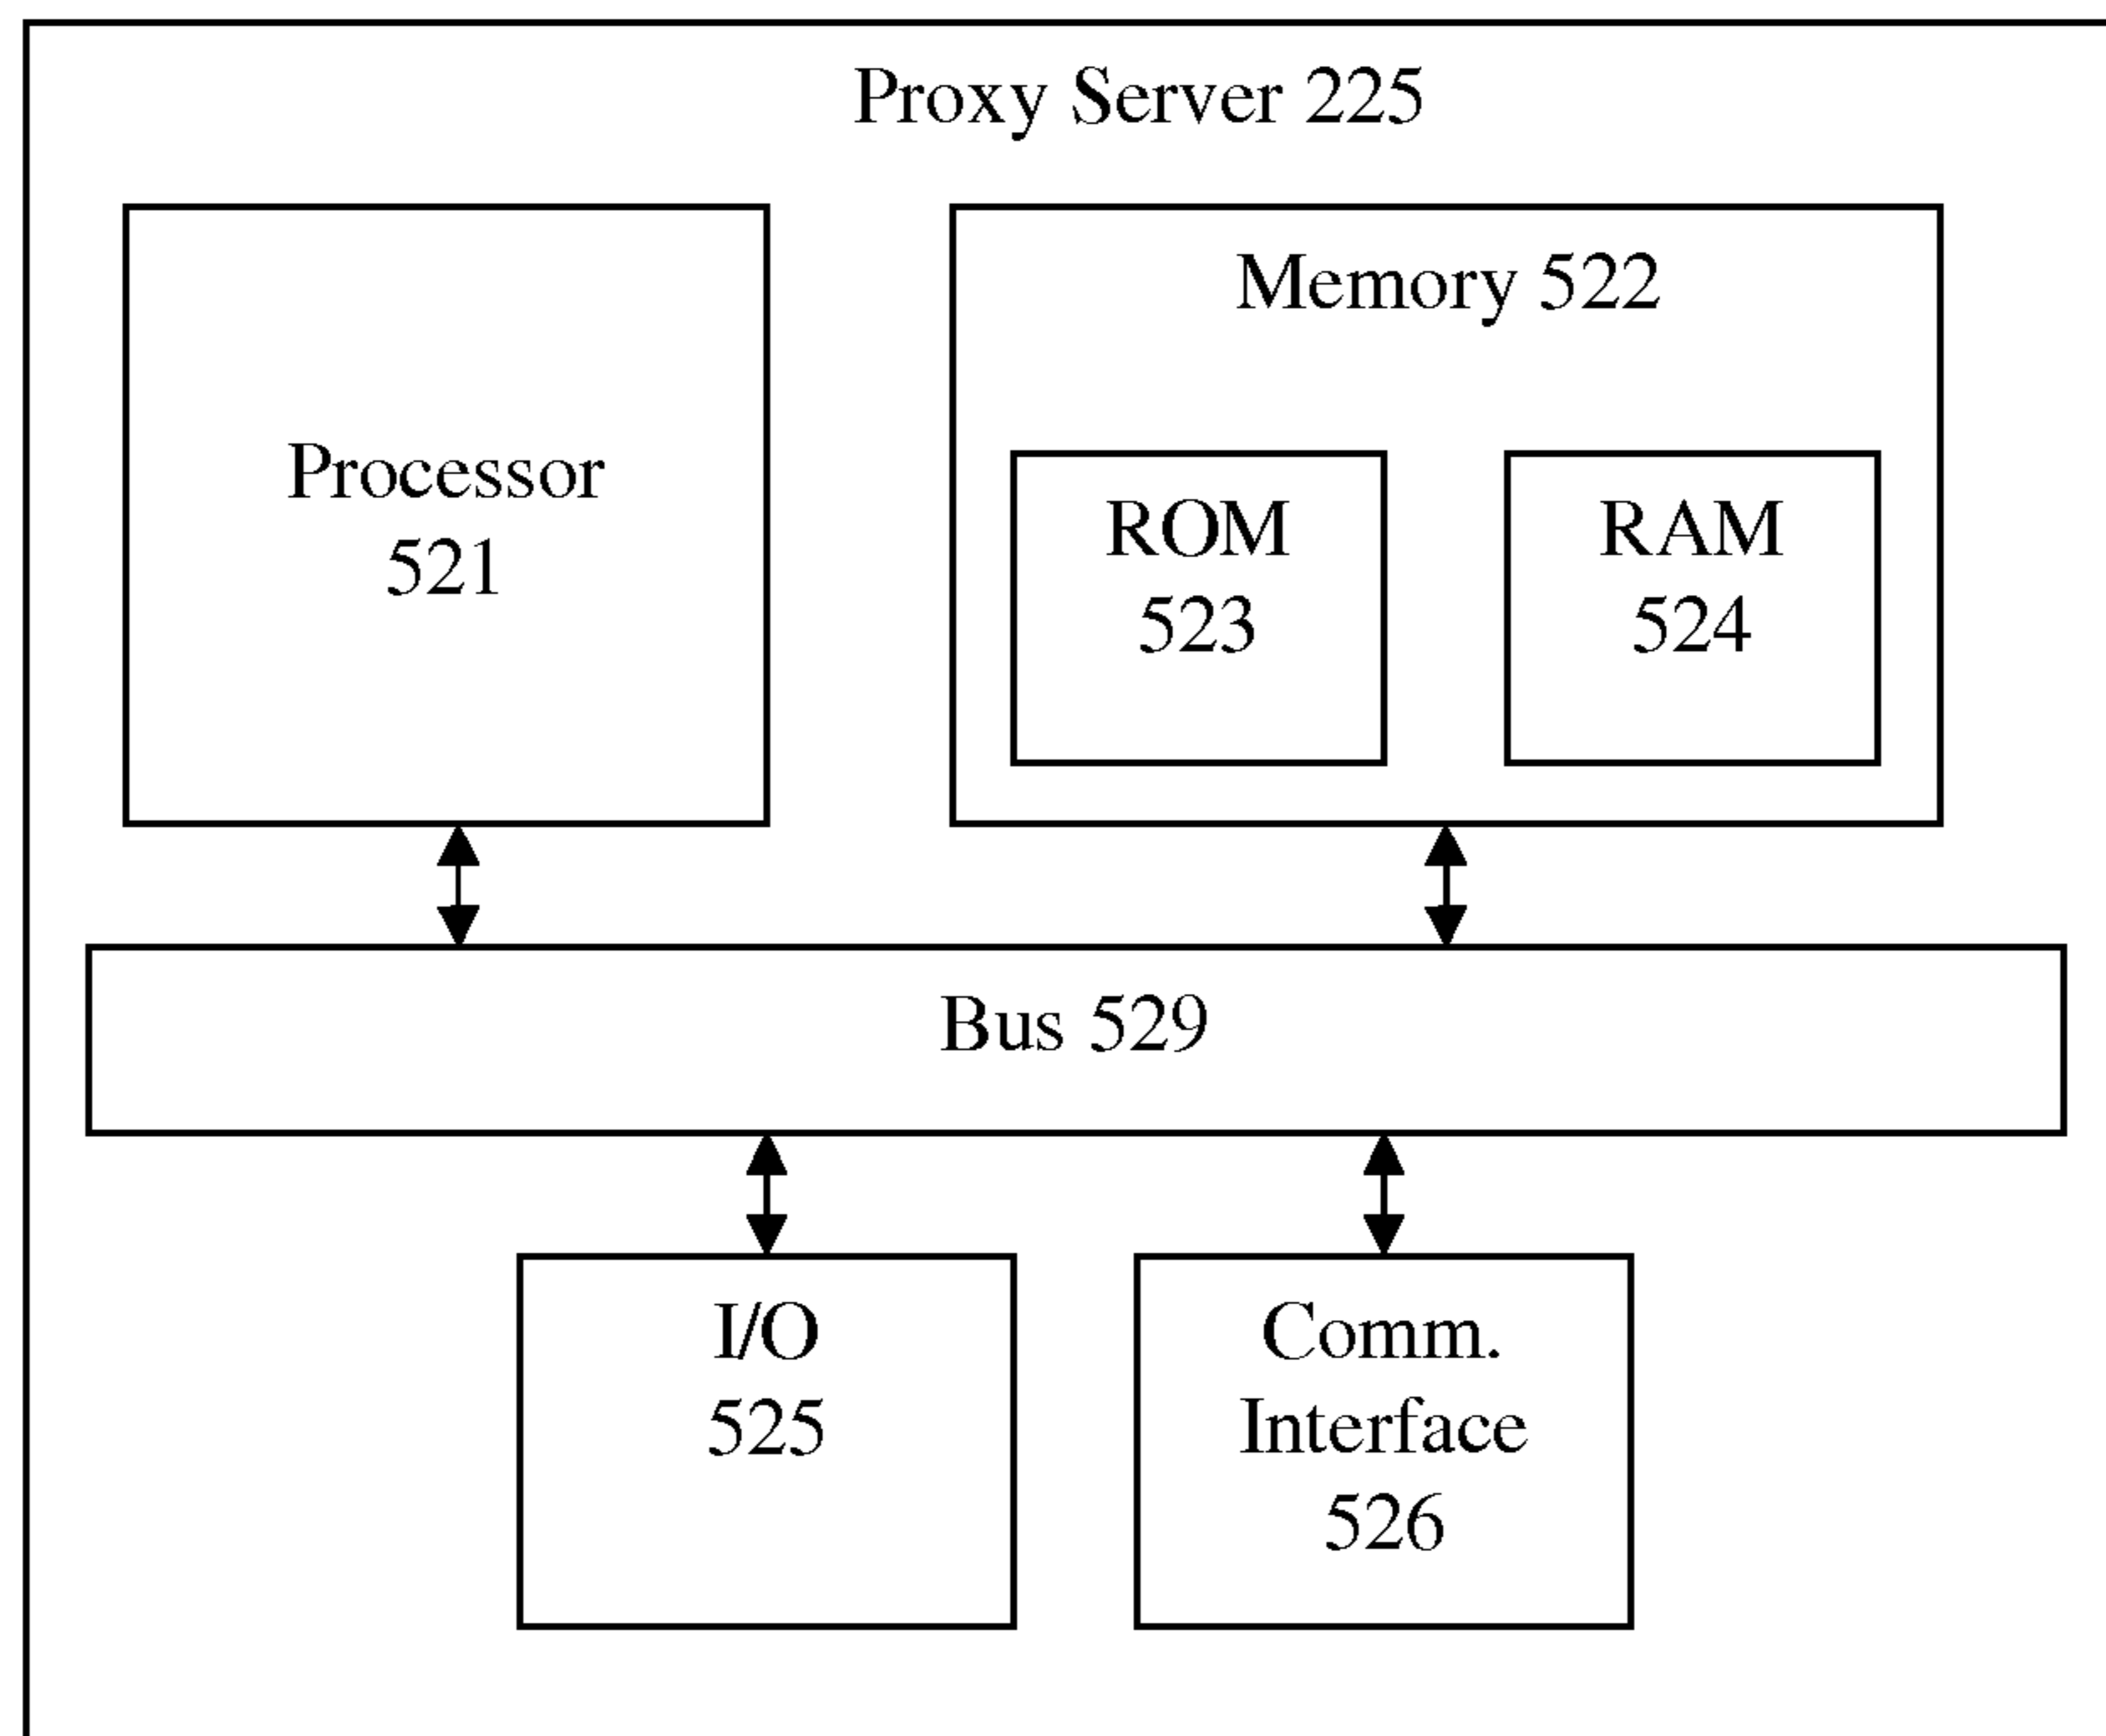 Proxy Server 225
Processor
521
Memory 522
ROM
523
RAM
524
Bus 529
I/O
525
Comm.
Interface
526